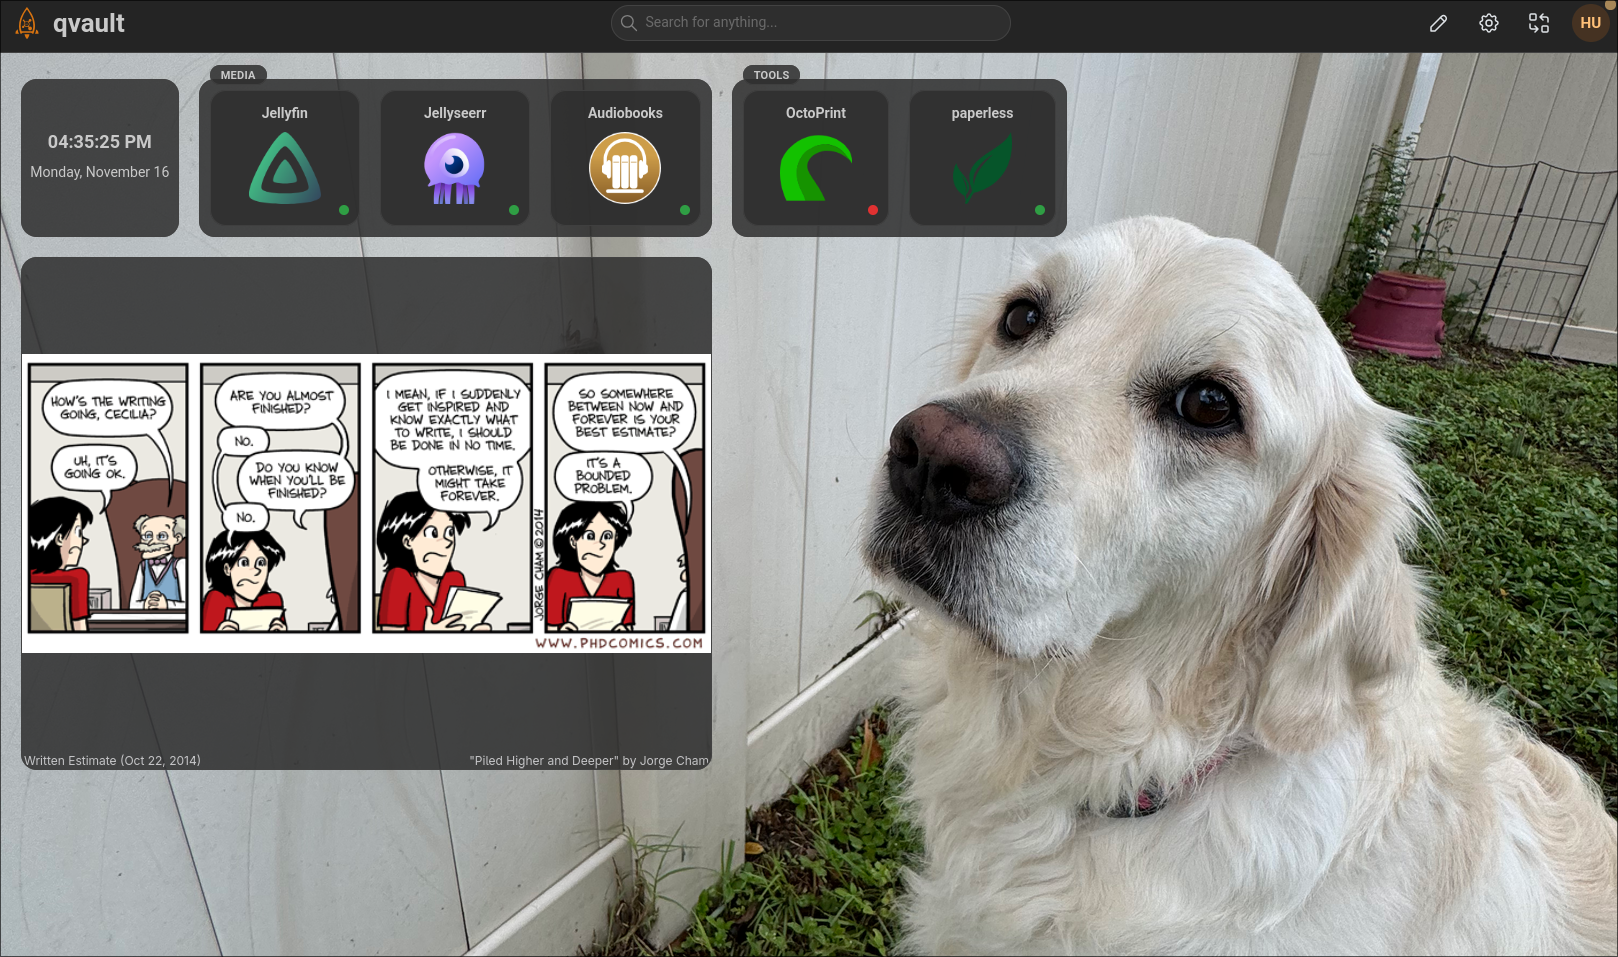 qvault
Search for anything...
HU
04:35:25 PM
Monday, November 16
MEDIA
Jellyfin
Jellyseerr
Audiobooks
TOOLS
OctoPrint
paperless
HOW'S THE WRITING
GOING, CECILIA?
UH, IT'S
GOING OK.
ARE YOU ALMOST
FINISHED?
NO.
DO YOU KNOW
WHEN YOU'LL BE
FINISHED?
NO.
I MEAN, IF I SUDDENLY
GET INSPIRED AND
KNOW EXACTLY WHAT
TO WRITE, I SHOULD
BE DONE IN NO TIME.
OTHERWISE, IT
MIGHT TAKE
FOREVER.
JORGE CHAM © 2014
SO SOMEWHERE
BETWEEN NOW AND
FOREVER IS YOUR
BEST ESTIMATE?
IT'S A
BOUNDED
PROBLEM.
WWW.PHDCOMICS.COM
Written Estimate (Oct 22, 2014)
"Piled Higher and Deeper" by Jorge Cham